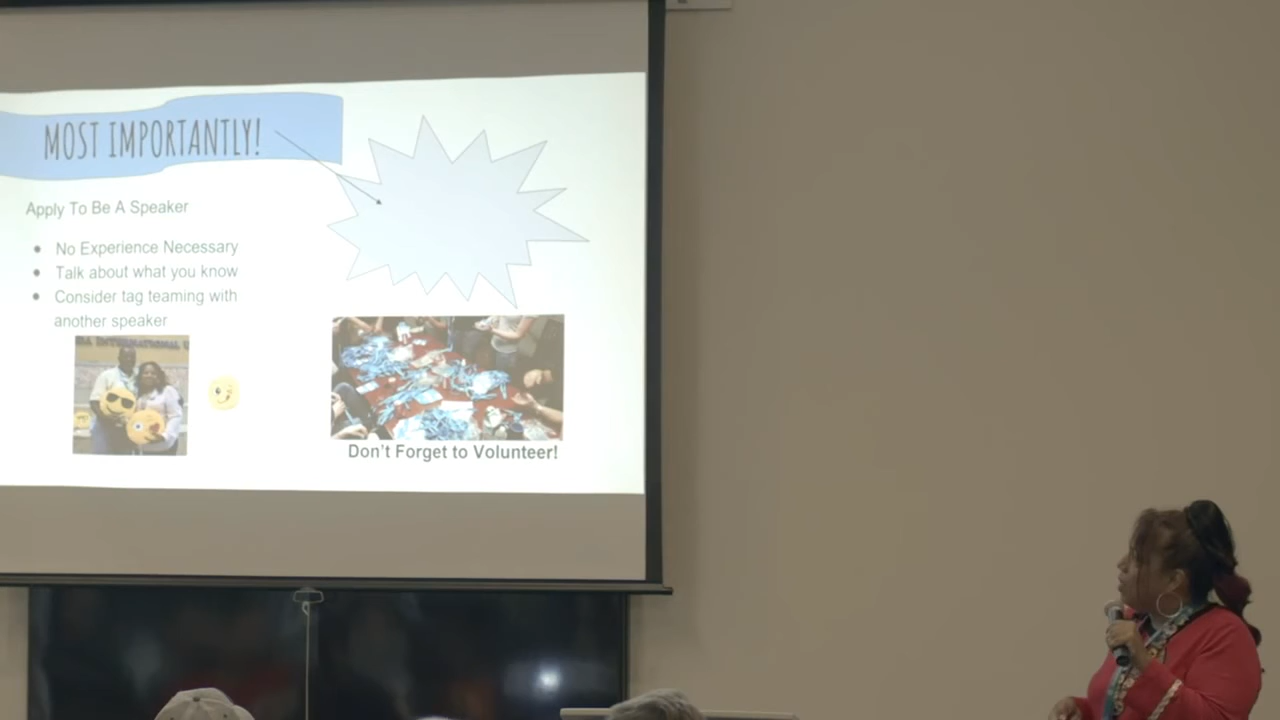 MOST IMPORTANTLY!
Apply To Be A Speaker
No Experience Necessary
Talk about what you know
Consider tag teaming with
another speaker
INTERNATIONAL
Don't Forget to Volunteer!